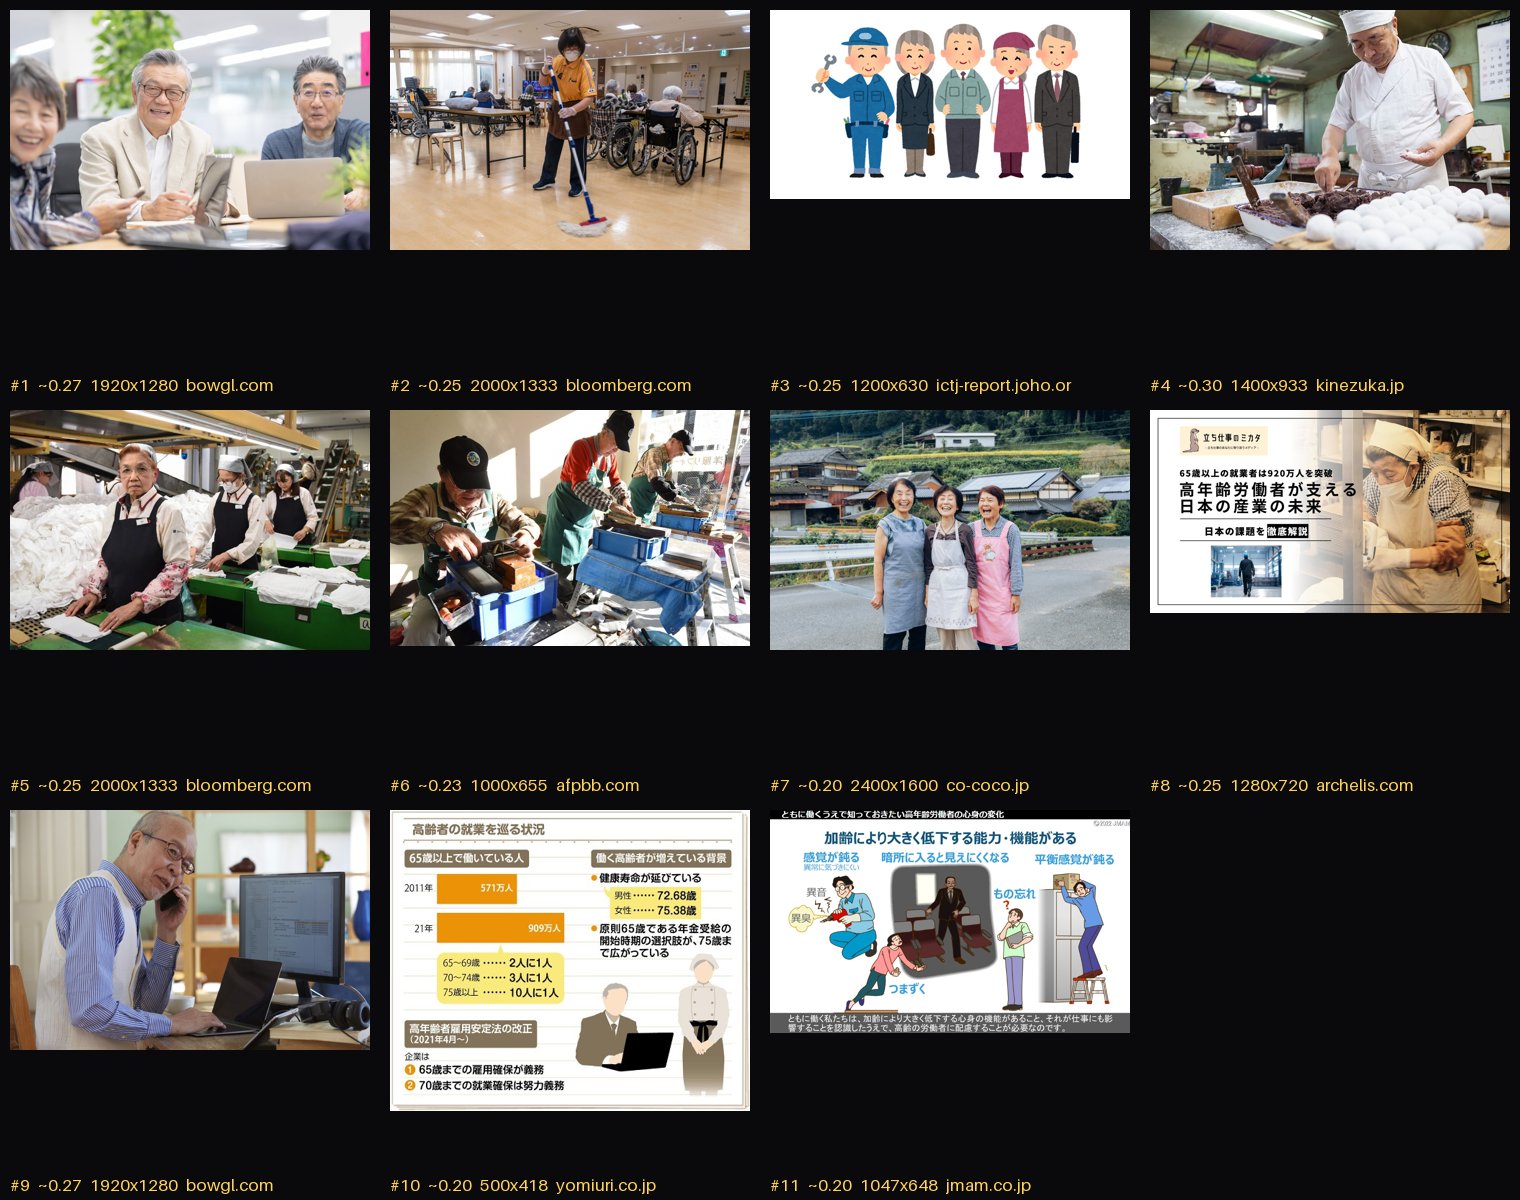 #1 ~0.27 1920x1280 bowgl.com
#2 ~0.25 2000x1333 bloomberg.com
#3 ~0.25 1200x630 ictj-report.joho.or
#4 ~0.30 1400x933 kinezuka.jp
立ち仕事のミカタ
65歳以上の就業者は920万人を突破
高年齢労働者が支える
日本の産業の未来
日本の課題を徹底解説
#5 ~0.25 2000x1333 bloomberg.com
#6 ~0.23 1000x655 afpbb.com
#7 ~0.20 2400x1600 co-coco.jp
#8 ~0.25 1280x720 archelis.com
高齢者の就業を巡る状況
65歳以上で働いている人
2011年 571万人
21年 909万人
65~69歳 …… 2人に1人
70~74歳 …… 3人に1人
75歳以上 …… 10人に1人
働く高齢者が増えている背景
●健康寿命が延びている
男性 …… 72.68歳
女性 …… 75.38歳
●原則65歳である年金受給の
開始時期の選択肢が、75歳ま
で広がっている
高年齢者雇用安定法の改正
(2021年4月~)
企業は
1 65歳までの雇用確保が義務
2 70歳までの就業確保は努力義務
ともに働くうえで知っておきたい高年齢労働者の心身の変化
©2022 JMAM
加齢により大きく低下する能力・機能がある
感覚が鈍る
異常に気づきにくい
暗所に入ると見えにくくなる
平衡感覚が鈍る
異音
異臭
もの忘れ
?
つまずく
ともに働く私たちは、加齢により大きく低下する心身の機能があること、それが仕事にも影
響することを認識したうえで、高齢の労働者に配慮することが必要なのです。
#9 ~0.27 1920x1280 bowgl.com
#10 ~0.20 500x418 yomiuri.co.jp
#11 ~0.20 1047x648 jmam.co.jp